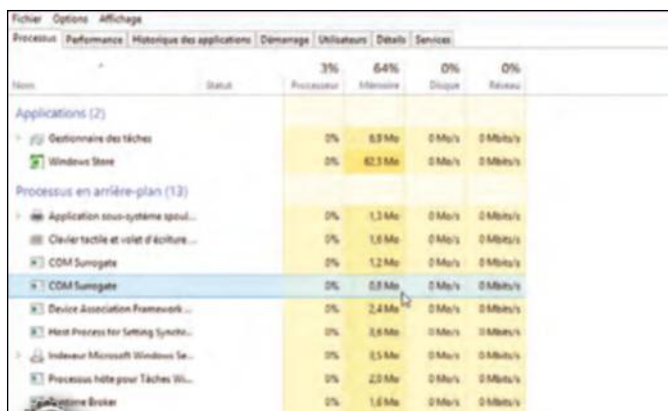 Fichier Options Affichage
Processus Performance Historique des applications Démarrage Utilisateurs Détails Services
3% 64% 0% 0%
Nom Statut Processeur Mémoire Disque Réseau
Applications (2)
Gestionnaire des tâches 0% 6,9 Mo 0 Mo/s 0 Mbits/s
Windows Store 0% 62,3 Mo 0 Mo/s 0 Mbits/s
Processus en arrière-plan (13)
Application sous-système spoul... 0% 1,3 Mo 0 Mo/s 0 Mbits/s
Clavier tactile et volet d'écriture ... 0% 1,6 Mo 0 Mo/s 0 Mbits/s
COM Surrogate 0% 1,2 Mo 0 Mo/s 0 Mbits/s
COM Surrogate 0% 0,8 Mo 0 Mo/s 0 Mbits/s
Device Association Framework ... 0% 2,4 Mo 0 Mo/s 0 Mbits/s
Host Process for Setting Synchr... 0% 0 Mo/s 0 Mbits/s
Indexeur Microsoft Windows Se... 0% 0 Mo/s 0 Mbits/s
Processus hôte pour Tâches Wi... 0% 2,0 Mo 0 Mo/s 0 Mbits/s
Broker 0% 1,6 Mo 0 Mo/s 0 Mbits/s